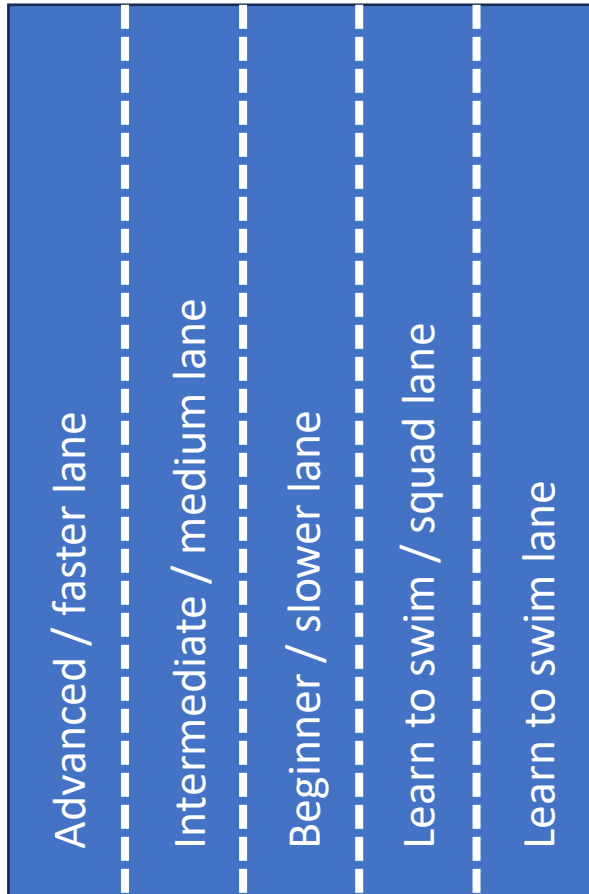 Advanced / faster lane
Intermediate / medium lane
Beginner / slower lane
Learn to swim / squad lane
Learn to swim lane